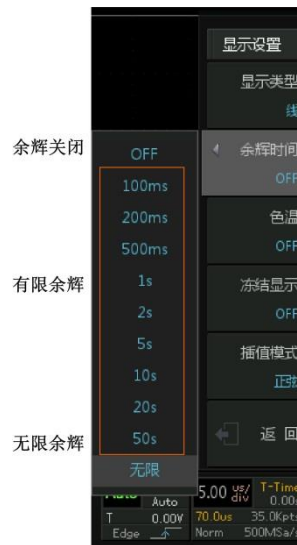 显示设置
显示类型
线
余辉关闭
OFF
余辉时间
OFF
100ms
200ms
500ms
色温
OFF
有限余辉
1s
2s
5s
10s
20s
50s
冻结显示
OFF
插值模式
正弦
返回
无限余辉
无限
Auto
Auto
T 0.00V
Edge
5.00 us/div
T-Time
0.00
70.0us 35.0Kpt
Norm 500MSa/